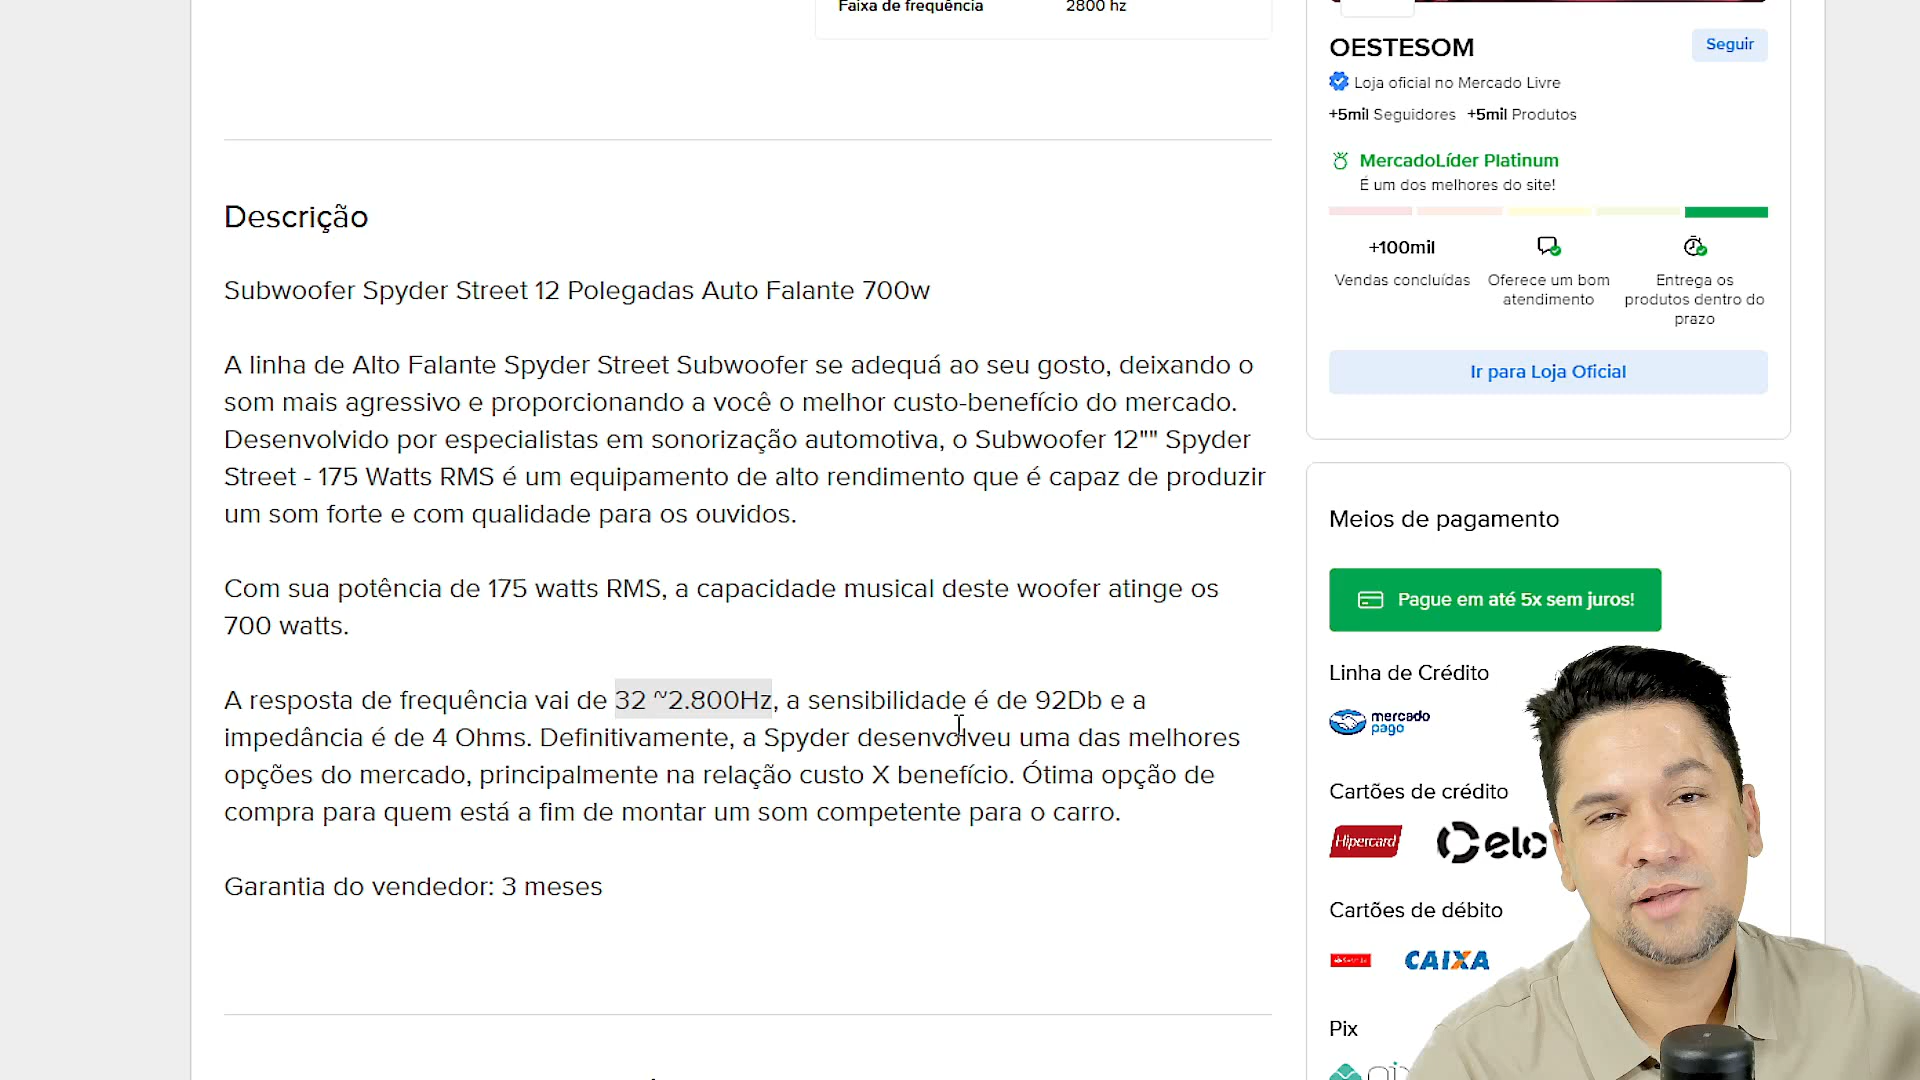 Faixa de frequência 2800 hz
Descrição
Subwoofer Spyder Street 12 Polegadas Auto Falante 700w
A linha de Alto Falante Spyder Street Subwoofer se adequá ao seu gosto, deixando o
som mais agressivo e proporcionando a você o melhor custo-benefício do mercado.
Desenvolvido por especialistas em sonorização automotiva, o Subwoofer 12"" Spyder
Street - 175 Watts RMS é um equipamento de alto rendimento que é capaz de produzir
um som forte e com qualidade para os ouvidos.
Com sua potência de 175 watts RMS, a capacidade musical deste woofer atinge os
700 watts.
A resposta de frequência vai de 32 ~2.800Hz, a sensibilidade é de 92Db e a
impedância é de 4 Ohms. Definitivamente, a Spyder desenvolveu uma das melhores
opções do mercado, principalmente na relação custo X benefício. Ótima opção de
compra para quem está a fim de montar um som competente para o carro.
Garantia do vendedor: 3 meses
OESTESOM
Seguir
Loja oficial no Mercado Livre
+5mil Seguidores +5mil Produtos
MercadoLíder Platinum
É um dos melhores do site!
+100mil
Vendas concluídas
Oferece um bom
atendimento
Entrega os
produtos dentro do
prazo
Ir para Loja Oficial
Meios de pagamento
Pague em até 5x sem juros!
Linha de Crédito
mercado
pago
Cartões de crédito
Hipercard
elo
Cartões de débito
CAIXA
Pix